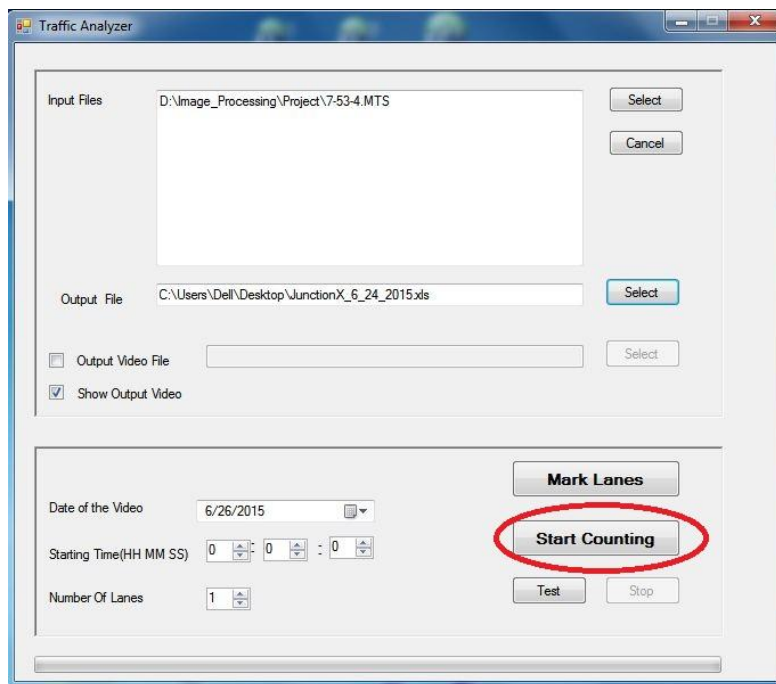 Traffic Analyzer
Input Files
D:\Image_Processing\Project\7-53-4.MTS
Select
Cancel
Output File
C:\Users\Dell\Desktop\JunctionX_6_24_2015.xls
Select
Output Video File
Select
Show Output Video
Mark Lanes
Date of the Video
6/26/2015
Start Counting
Starting Time(HH MM SS)
0 : 0 : 0
Number Of Lanes
1
Test
Stop